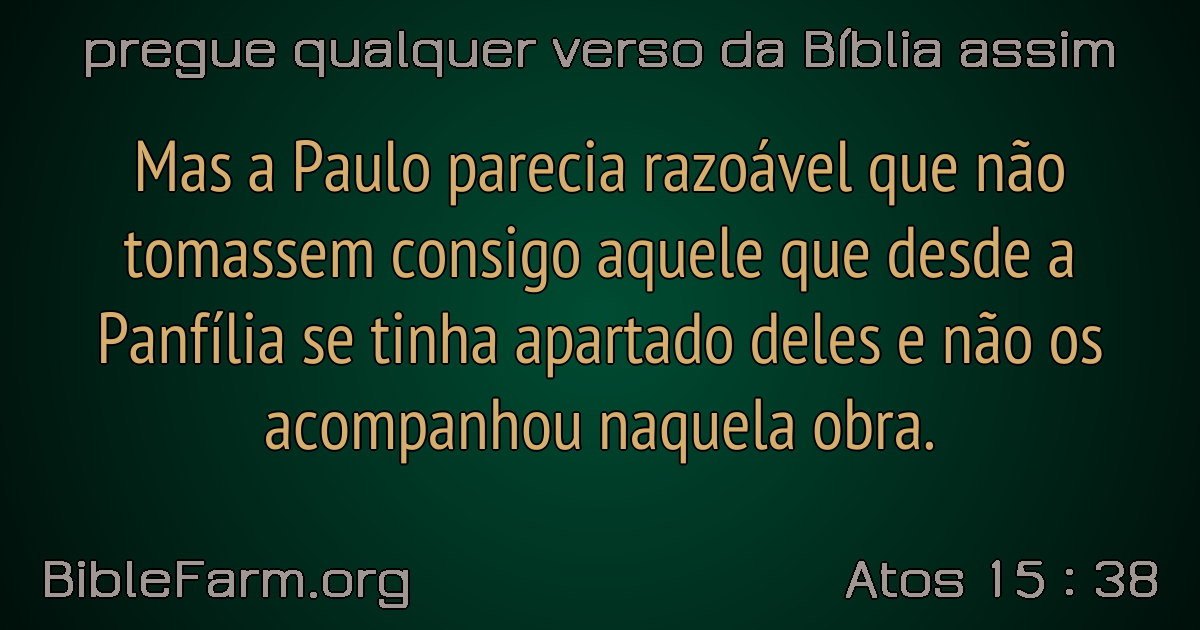 pregue qualquer verso da Bíblia assim
Mas a Paulo parecia razoável que não
tomassem consigo aquele que desde a
Panfília se tinha apartado deles e não os
acompanhou naquela obra.
BibleFarm.org
Atos 15 : 38